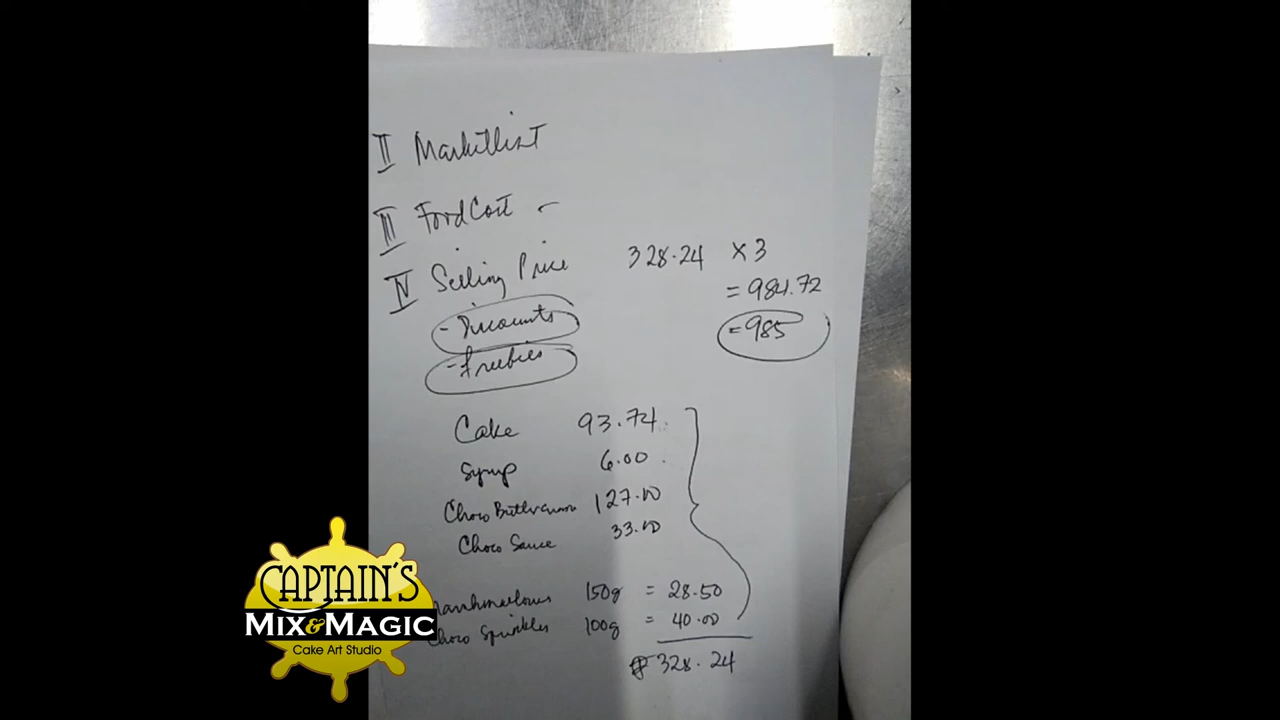 II Marketlist
III Food Cost -
IV Selling Price 328.24 x 3
= 984.72
- Discounts = 985
- Freebies
Cake 93.74
Syrup 6.00
Choco Buttercream 127.00
Choco Sauce 33.00
Marshmallows 150g = 28.50
Choco Sprinkles 100g = 40.00
₱ 328.24
CAPTAIN'S
MIX & MAGIC
Cake Art Studio